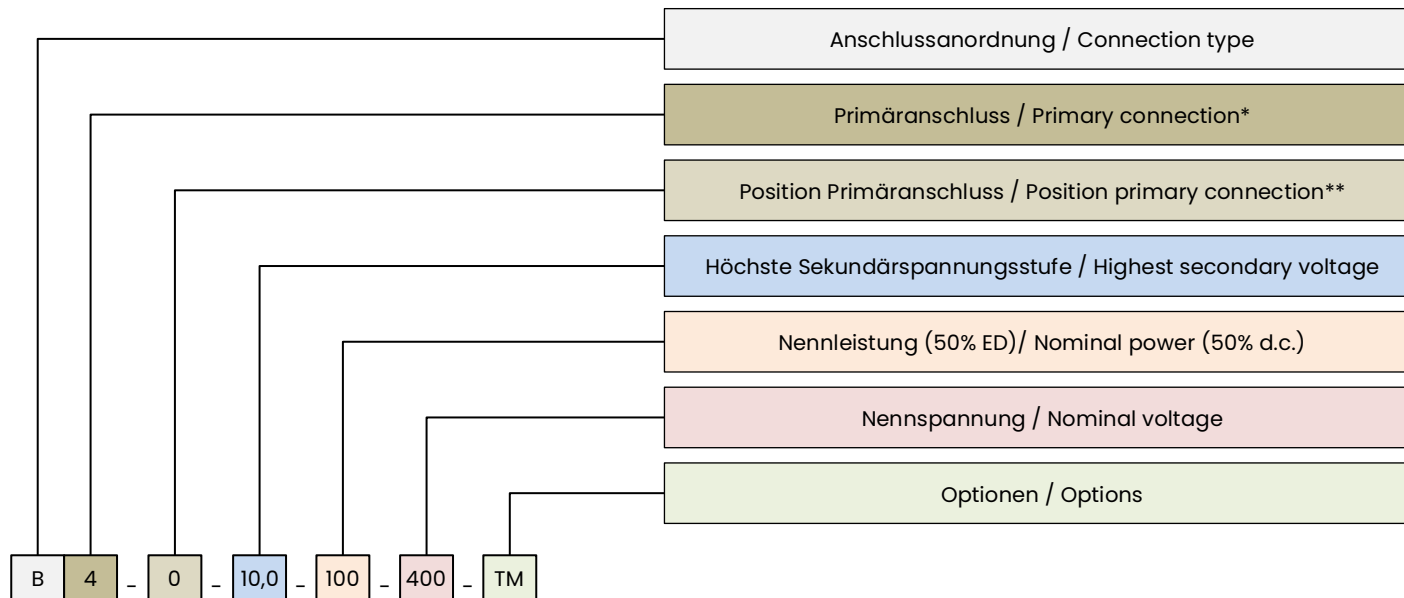 Anschlussanordnung / Connection type
Primäranschluss / Primary connection*
Position Primäranschluss / Position primary connection**
Höchste Sekundärspannungsstufe / Highest secondary voltage
Nennleistung (50% ED)/ Nominal power (50% d.c.)
Nennspannung / Nominal voltage
Optionen / Options
B 4 - 0 - 10,0 - 100 - 400 - TM